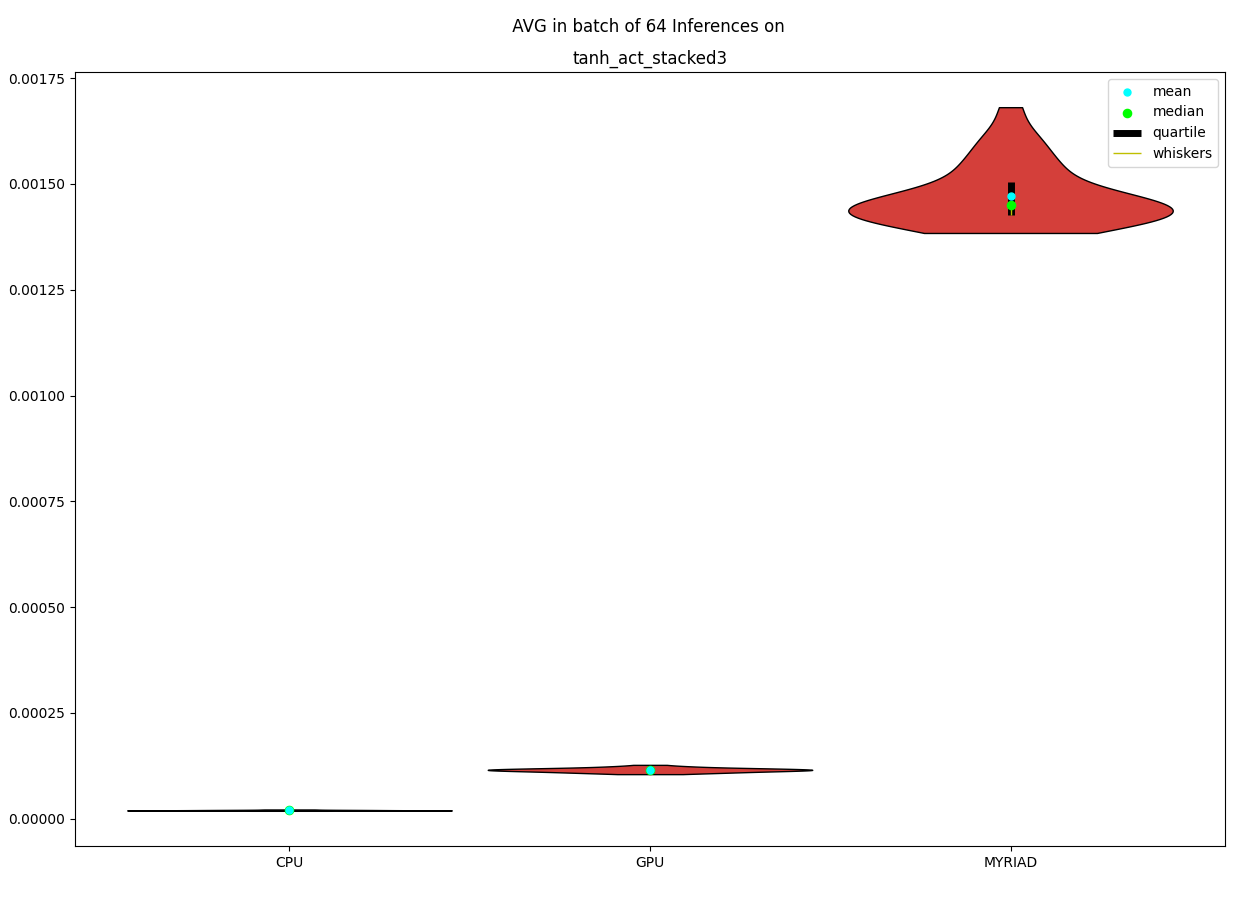 AVG in batch of 64 Inferences on
tanh_act_stacked3
0.00175
0.00150
0.00125
0.00100
0.00075
0.00050
0.00025
0.00000
mean
median
quartile
whiskers
CPU
GPU
MYRIAD